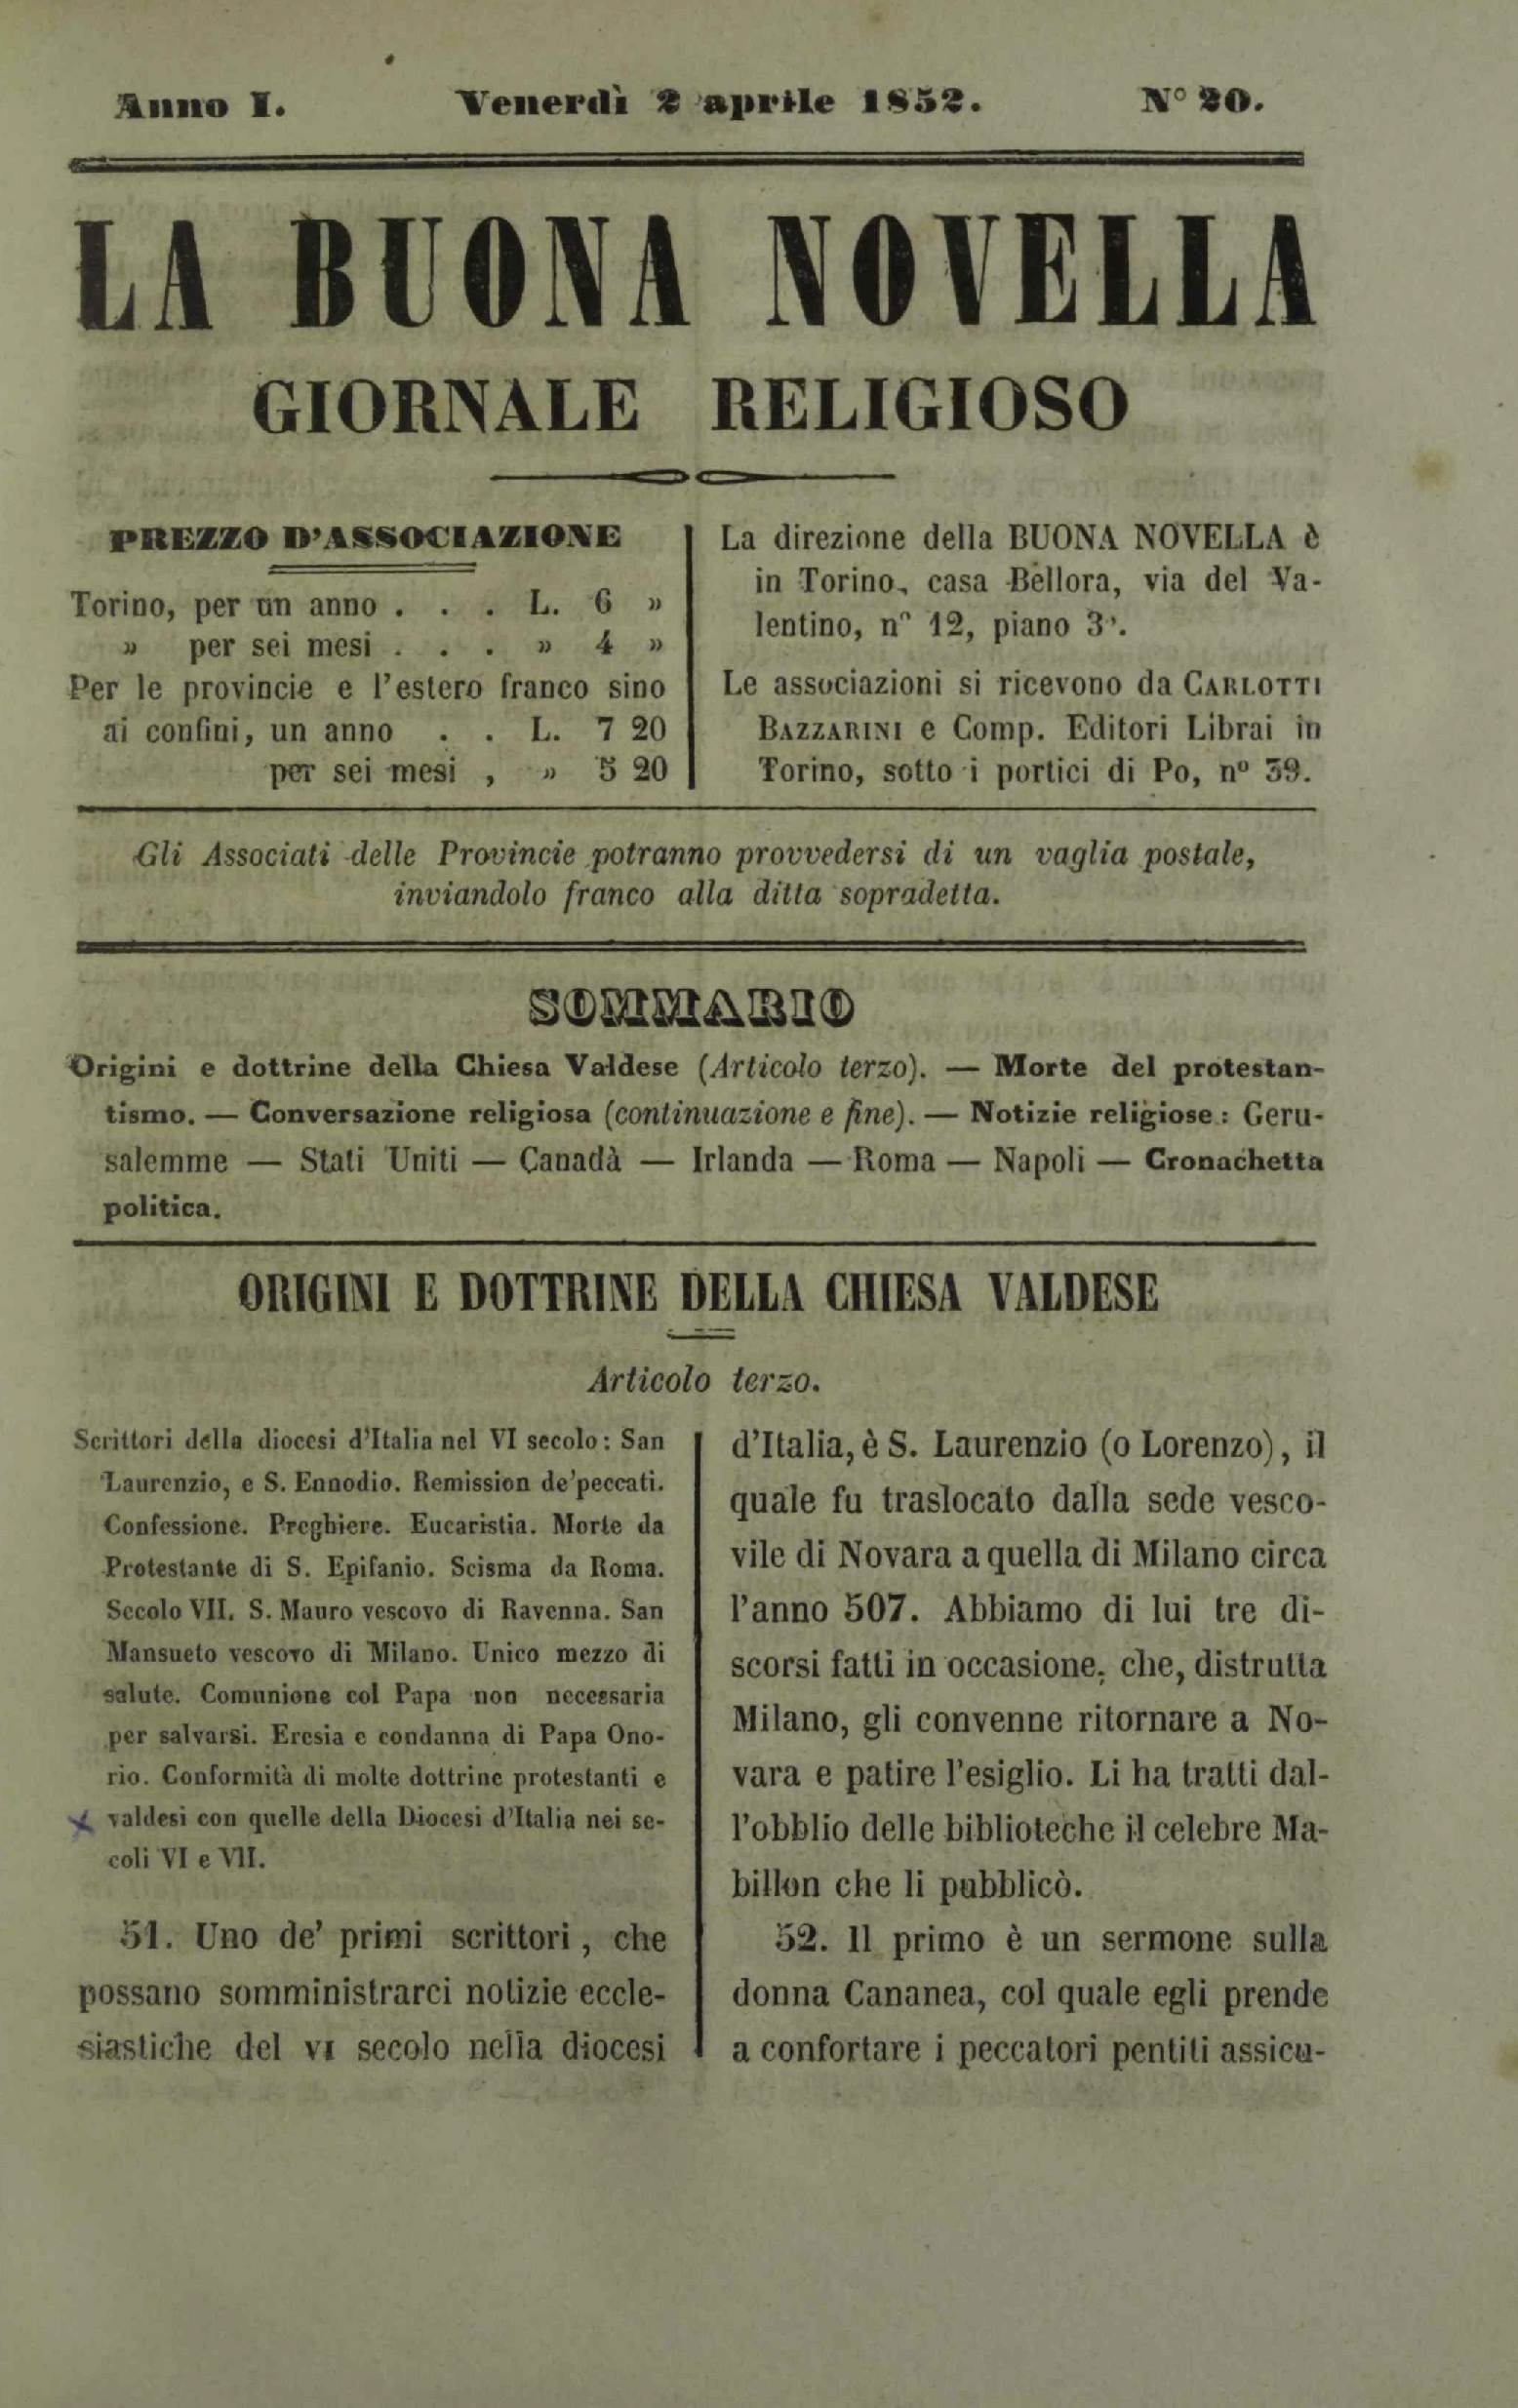 Anno I. Venerdì 2 aprile 1852. N° 20.
LA BUONA NOVELLA
GIORNALE RELIGIOSO
PREZZO D'ASSOCIAZIONE
Torino, per un anno . . . L. 6 »
» per sei mesi . . . » 4 »
Per le provincie e l'estero franco sino
ai confini, un anno . . L. 7 20
per sei mesi , » 5 20
La direzione della BUONA NOVELLA è
in Torino, casa Bellora, via del Va-
lentino, n° 12, piano 3°.
Le associazioni si ricevono da CARLOTTI
BAZZARINI e Comp. Editori Librai in
Torino, sotto i portici di Po, nº 39.
Gli Associati delle Provincie potranno provvedersi di un vaglia postale,
inviandolo franco alla ditta sopradetta.
SOMMARIO
Origini e dottrine della Chiesa Valdese (Articolo terzo). — Morte del protestan-
tismo. — Conversazione religiosa (continuazione e fine). — Notizie religiose : Geru-
salemme — Stati Uniti — Canadà — Irlanda — Roma — Napoli — Cronachetta
politica.
ORIGINI E DOTTRINE DELLA CHIESA VALDESE
Articolo terzo.
Scrittori della diocesi d'Italia nel VI secolo : San
Laurenzio, e S. Ennodio. Remission de'peccati.
Confessione. Preghiere. Eucaristia. Morte da
Protestante di S. Epifanio. Scisma da Roma.
Secolo VII. S. Mauro vescovo di Ravenna. San
Mansueto vescovo di Milano. Unico mezzo di
salute. Comunione col Papa non necessaria
per salvarsi. Eresia e condanna di Papa Ono-
rio. Conformità di molte dottrine protestanti e
valdesi con quelle della Diocesi d'Italia nei se-
coli VI e VII.
51. Uno de' primi scrittori, che
possano somministrarci notizie eccle-
siastiche del VI secolo nella diocesi
d'Italia, è S. Laurenzio (o Lorenzo), il
quale fu traslocato dalla sede vesco-
vile di Novara a quella di Milano circa
l'anno 507. Abbiamo di lui tre di-
scorsi fatti in occasione, che, distrutta
Milano, gli convenne ritornare a No-
vara e patire l'esiglio. Li ha tratti dal-
l'obblio delle biblioteche il celebre Ma-
billon che li pubblicò.
52. Il primo è un sermone sulla
donna Cananea, col quale egli prende
a confortare i peccatori pentiti assicu-